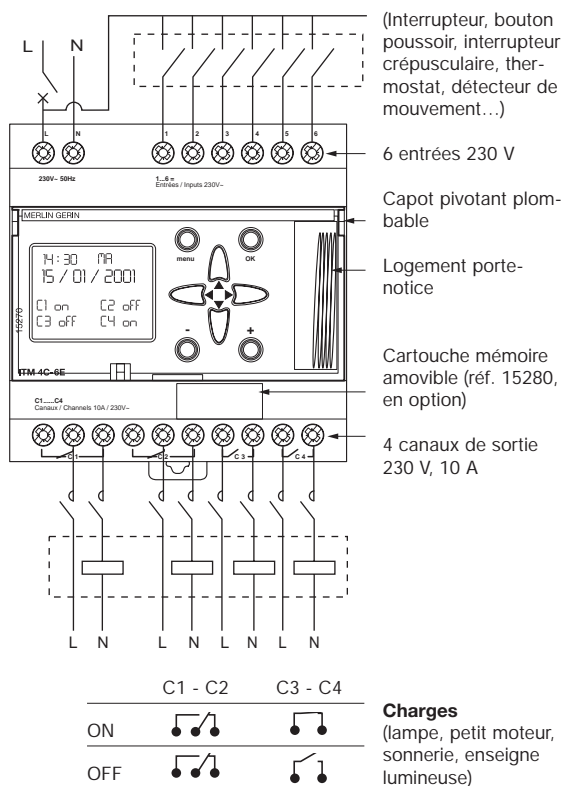 (Interrupteur, bouton
poussoir, interrupteur
crépusculaire, ther-
mostat, détecteur de
mouvement…)
L N
L N 1 2 3 4 5 6
6 entrées 230 V
230V~ 50Hz
1...6 =
Entrées / Inputs 230V~
Capot pivotant plom-
bable
MERLIN GERIN
menu OK
14:30 MA
15 / 01 / 2001
C1 on C2 off
C3 off C4 on
- +
15270
Logement porte-
notice
ITM 4C-6E
Cartouche mémoire
amovible (réf. 15280,
en option)
C1......C4
Canaux / Channels 10A / 230V~
4 canaux de sortie
230 V, 10 A
C 1 C 2 C 3 C 4
L N L N L N
C1 - C2 C3 - C4
ON
OFF
Charges
(lampe, petit moteur,
sonnerie, enseigne
lumineuse)